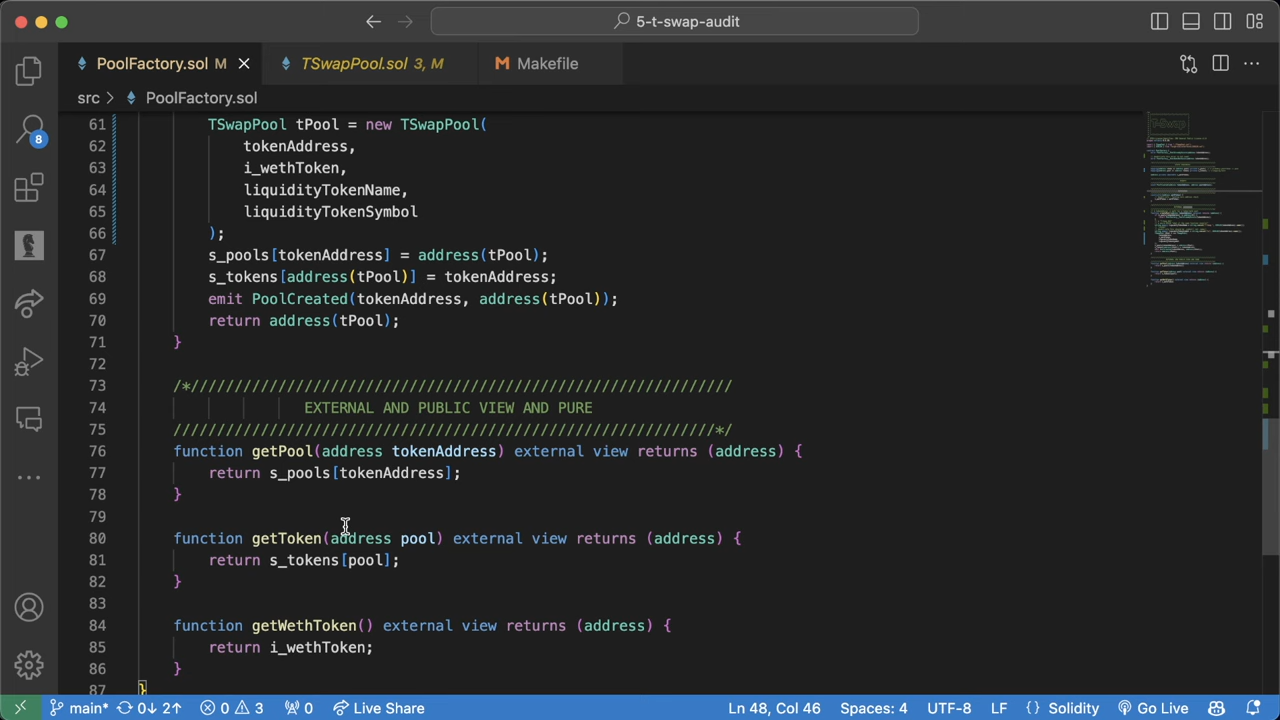 5-t-swap-audit
PoolFactory.sol M
TSwapPool.sol 3, M
Makefile
src > PoolFactory.sol
8
61 TSwapPool tPool = new TSwapPool(
62 tokenAddress,
63 i_wethToken,
64 liquidityTokenName,
65 liquidityTokenSymbol
66 );
67 s_pools[tokenAddress] = address(tPool);
68 s_tokens[address(tPool)] = tokenAddress;
69 emit PoolCreated(tokenAddress, address(tPool));
70 return address(tPool);
71 }
72
73 /*//////////////////////////////////////////////////////////////
74 EXTERNAL AND PUBLIC VIEW AND PURE
75 //////////////////////////////////////////////////////////////*/
76 function getPool(address tokenAddress) external view returns (address) {
77 return s_pools[tokenAddress];
78 }
79
80 function getToken(address pool) external view returns (address) {
81 return s_tokens[pool];
82 }
83
84 function getWethToken() external view returns (address) {
85 return i_wethToken;
86 }
87 }
main* 0↓ 2↑ 0 3 0 Live Share Ln 48, Col 46 Spaces: 4 UTF-8 LF {} Solidity Go Live